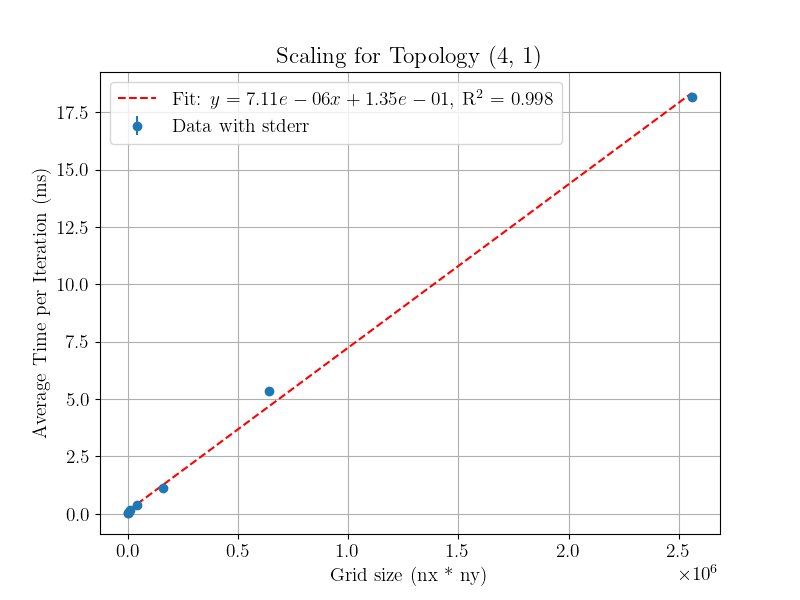 Scaling for Topology (4, 1)
Fit: y = 7.11e − 06x + 1.35e − 01, R² = 0.998
Data with stderr
Average Time per Iteration (ms)
17.5
15.0
12.5
10.0
7.5
5.0
2.5
0.0
0.0 0.5 1.0 1.5 2.0 2.5
×10⁶
Grid size (nx * ny)